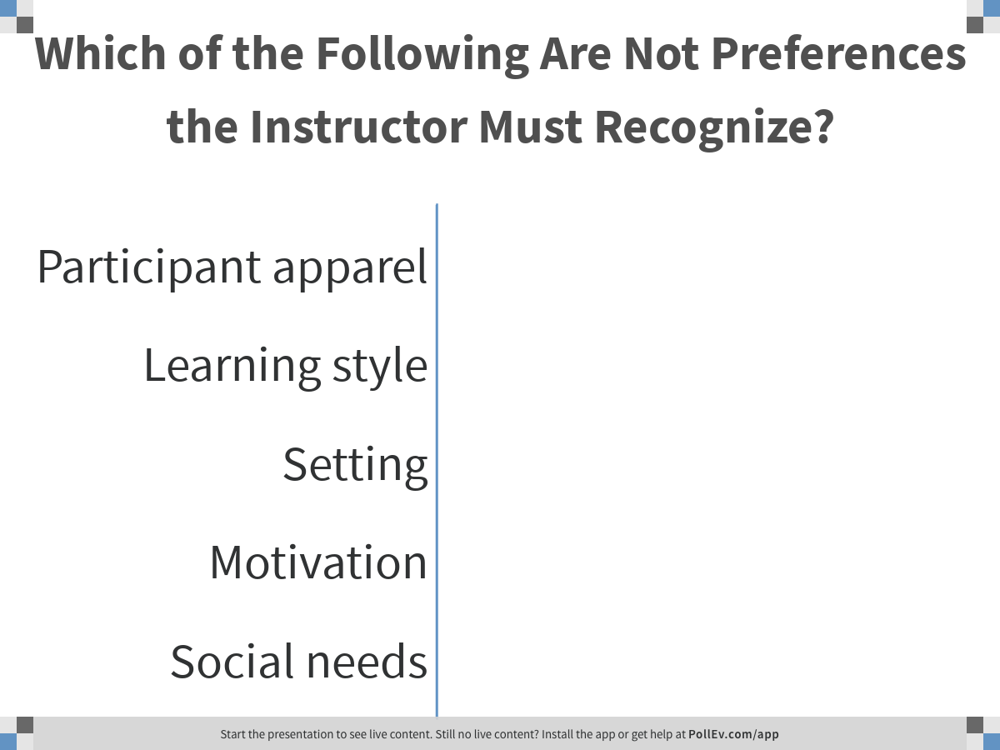 Which of the Following Are Not Preferences
the Instructor Must Recognize?
Participant apparel
Learning style
Setting
Motivation
Social needs
Start the presentation to see live content. Still no live content? Install the app or get help at PollEv.com/app